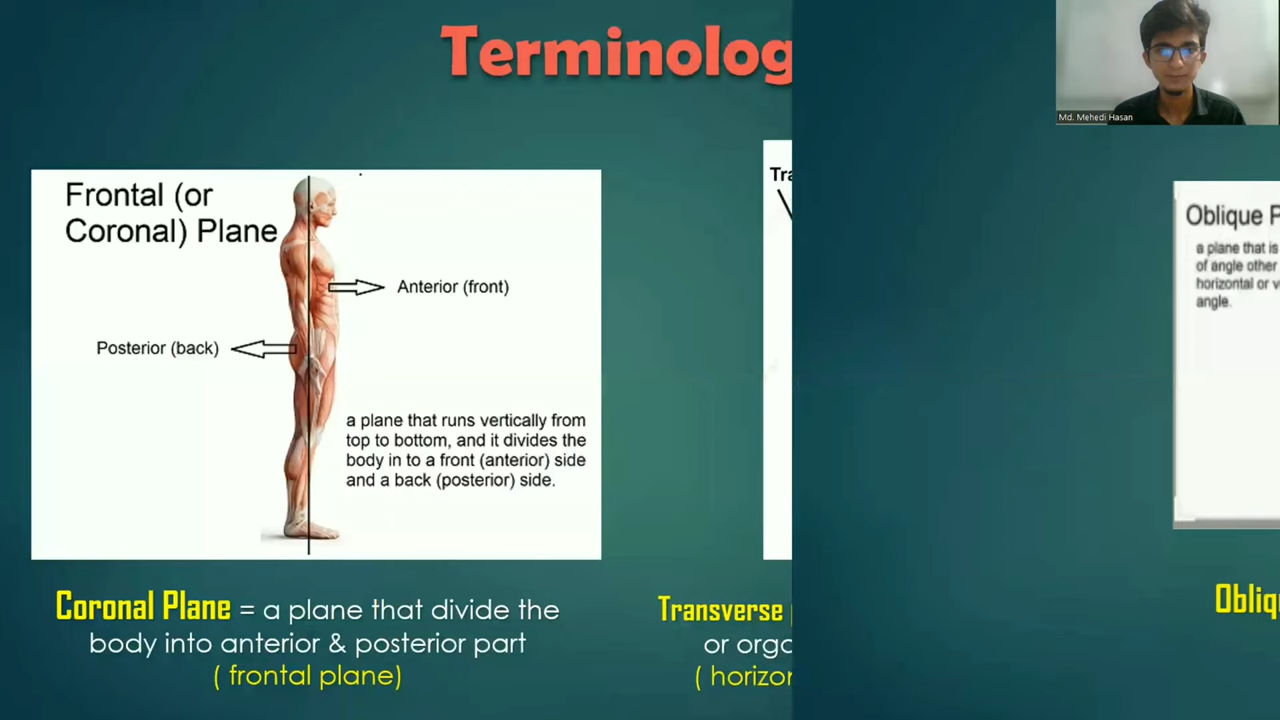 Terminolog
Md. Mehedi Hasan
Frontal (or
Coronal) Plane
Anterior (front)
Posterior (back)
a plane that runs vertically from
top to bottom, and it divides the
body in to a front (anterior) side
and a back (posterior) side.
Coronal Plane = a plane that divide the
body into anterior & posterior part
( frontal plane)
Tra
Transverse
or orga
( horizon
Oblique P
a plane that is
of angle other
horizontal or v
angle.
Obliq